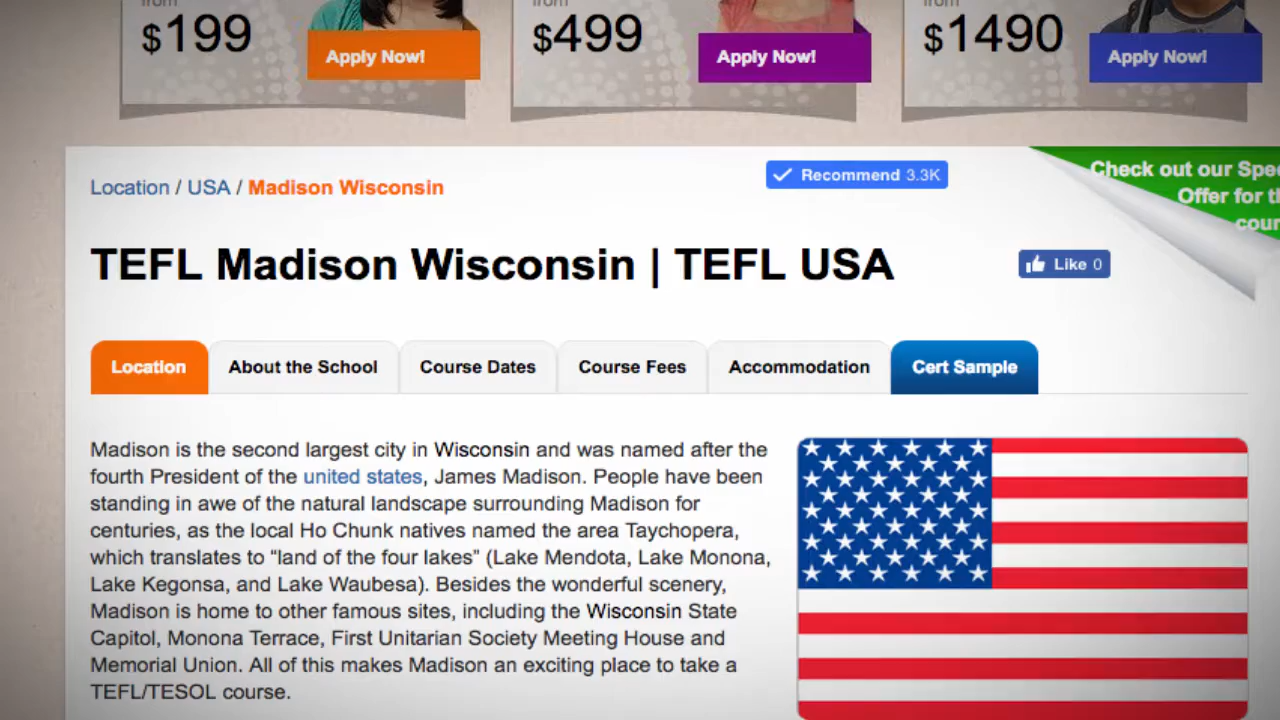 from from from
$199 $499 $1490
Apply Now! Apply Now! Apply Now!
Check out our Spe
Location / USA / Madison Wisconsin
Recommend 3.3K
Offer for th
cour
TEFL Madison Wisconsin | TEFL USA
Like 0
Location About the School Course Dates Course Fees Accommodation Cert Sample
Madison is the second largest city in Wisconsin and was named after the
fourth President of the united states, James Madison. People have been
standing in awe of the natural landscape surrounding Madison for
centuries, as the local Ho Chunk natives named the area Taychopera,
which translates to “land of the four lakes” (Lake Mendota, Lake Monona,
Lake Kegonsa, and Lake Waubesa). Besides the wonderful scenery,
Madison is home to other famous sites, including the Wisconsin State
Capitol, Monona Terrace, First Unitarian Society Meeting House and
Memorial Union. All of this makes Madison an exciting place to take a
TEFL/TESOL course.